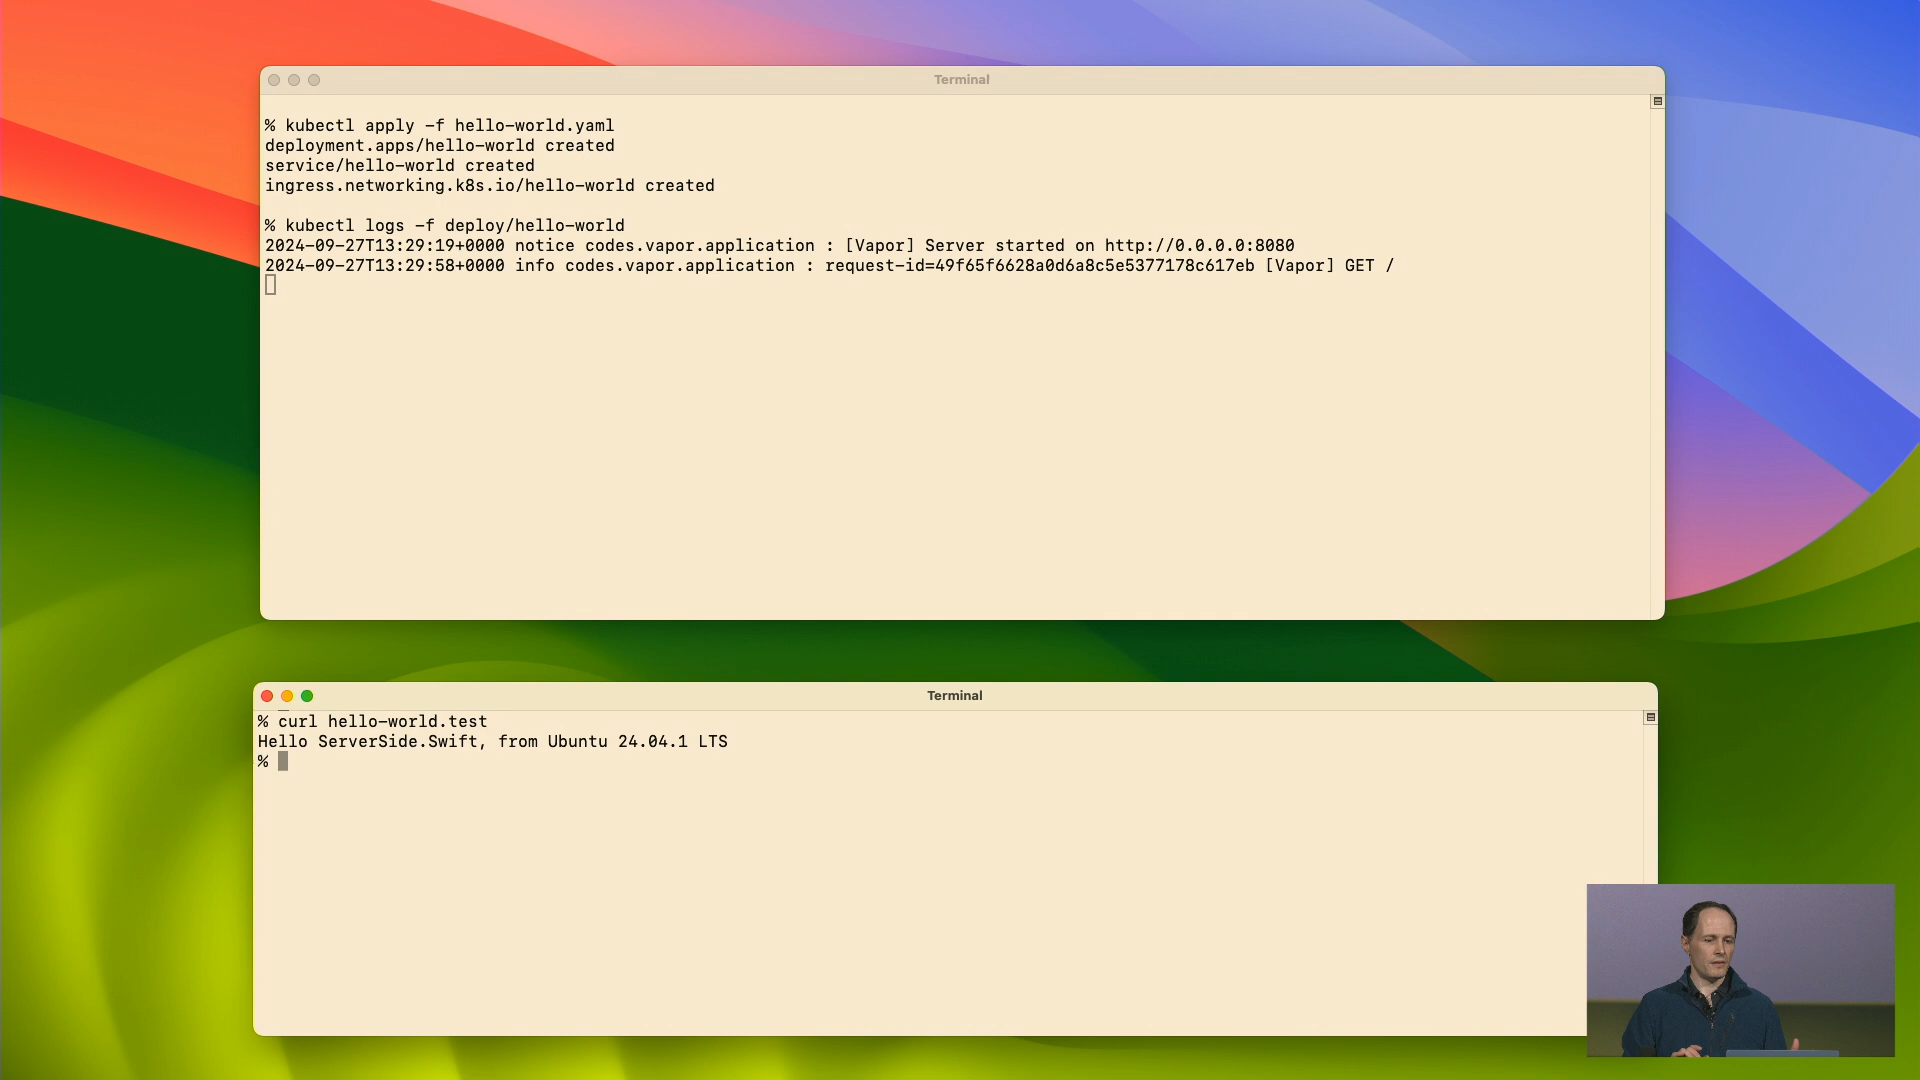 Terminal
% kubectl apply -f hello-world.yaml
deployment.apps/hello-world created
service/hello-world created
ingress.networking.k8s.io/hello-world created
% kubectl logs -f deploy/hello-world
2024-09-27T13:29:19+0000 notice codes.vapor.application : [Vapor] Server started on http://0.0.0.0:8080
2024-09-27T13:29:58+0000 info codes.vapor.application : request-id=49f65f6628a0d6a8c5e5377178c617eb [Vapor] GET /
Terminal
% curl hello-world.test
Hello ServerSide.Swift, from Ubuntu 24.04.1 LTS
%